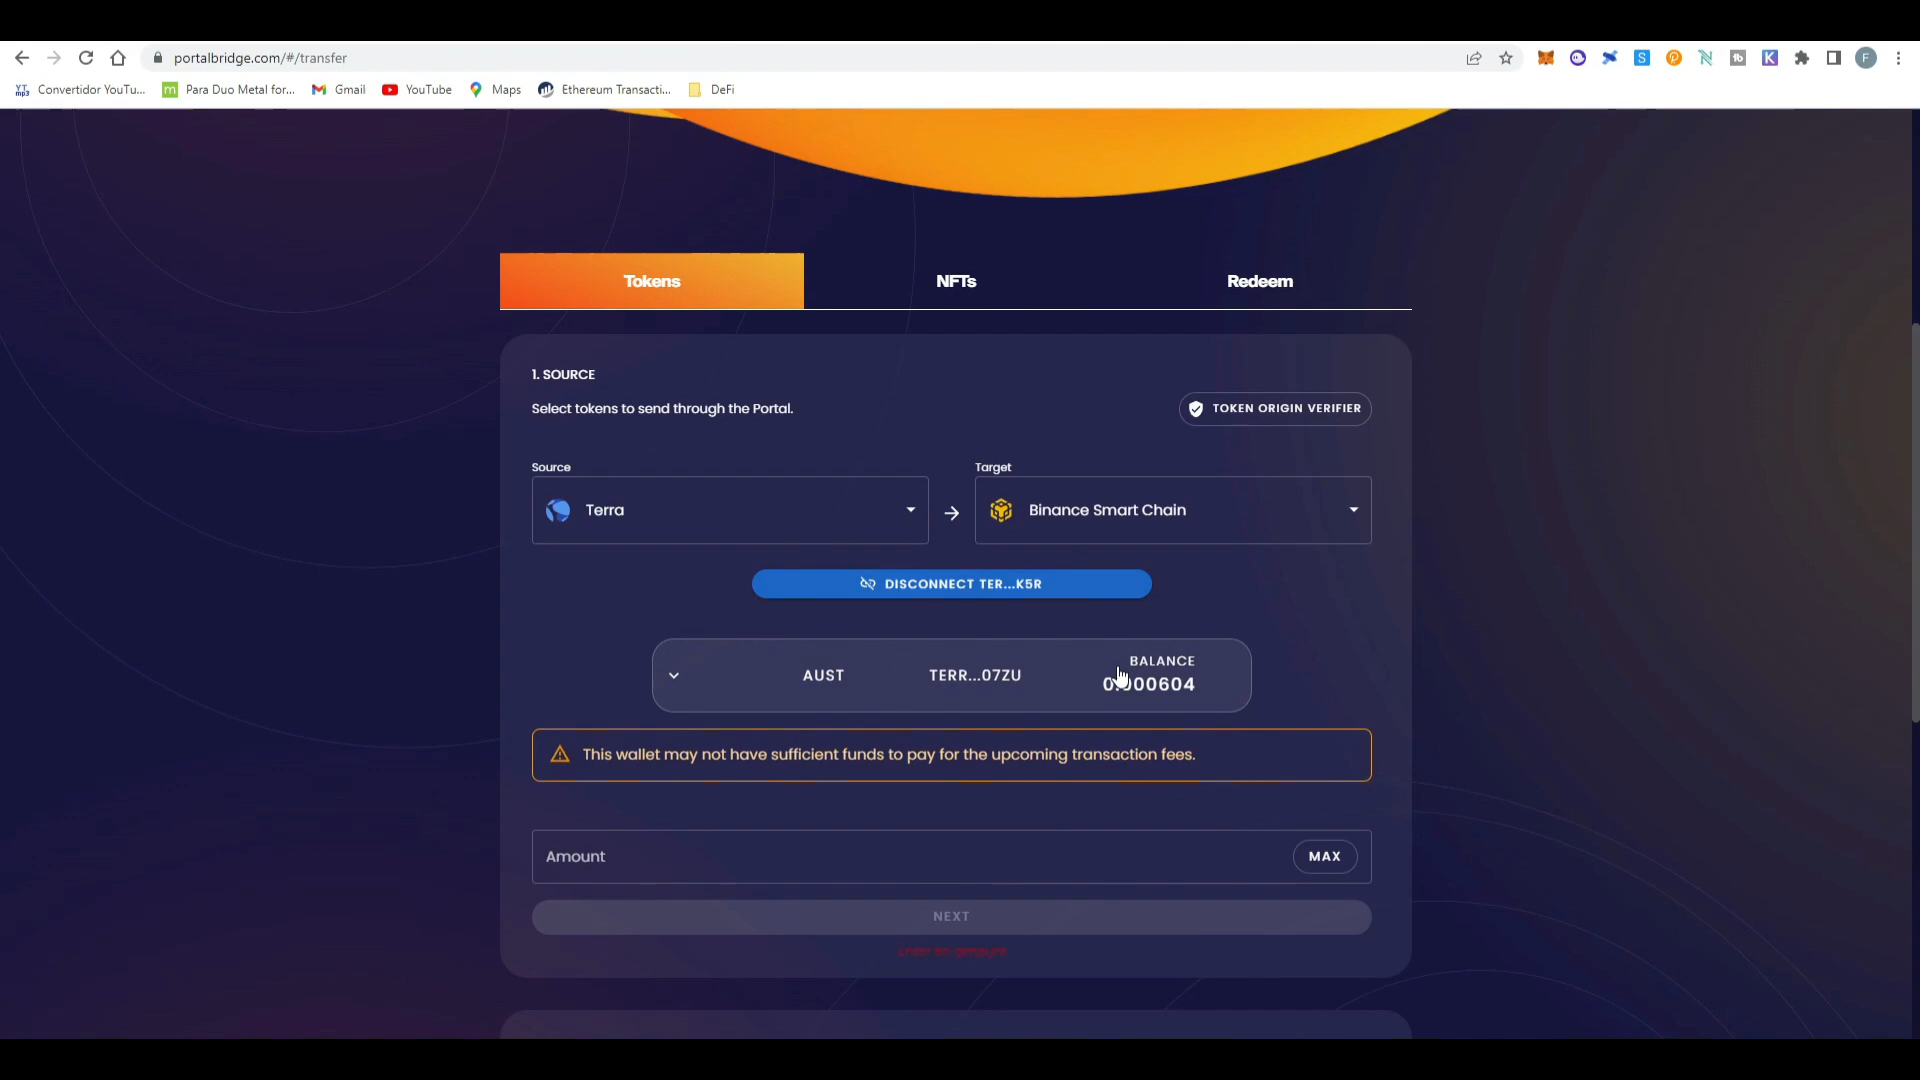 portalbridge.com/#/transfer
F
Convertidor YouTu...
Para Duo Metal for...
Gmail
YouTube
Maps
Ethereum Transacti...
DeFi
Tokens
NFTs
Redeem
1. SOURCE
Select tokens to send through the Portal.
TOKEN ORIGIN VERIFIER
Source
Target
Terra
Binance Smart Chain
DISCONNECT TER...K5R
BALANCE
AUST
TERR...07ZU
0.000604
This wallet may not have sufficient funds to pay for the upcoming transaction fees.
Amount
MAX
NEXT